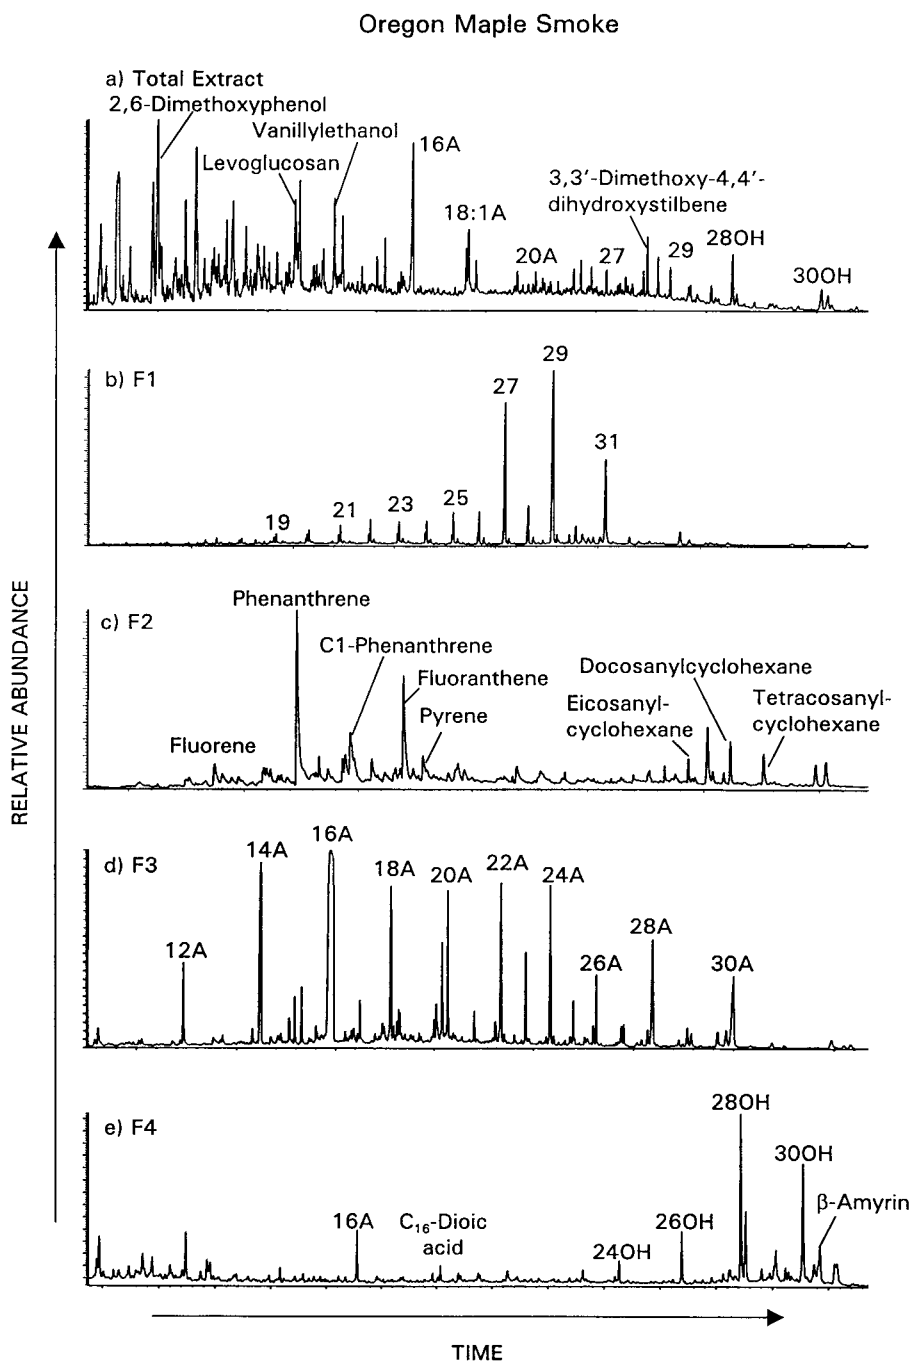 Oregon Maple Smoke
a) Total Extract
2,6-Dimethoxyphenol
Vanillylethanol
Levoglucosan
16A
18:1A
3,3′-Dimethoxy-4,4′-
dihydroxystilbene
20A
27
29
28OH
30OH
b) F1
19
21
23
25
27
29
31
c) F2
Phenanthrene
C1-Phenanthrene
Fluoranthene
Pyrene
Fluorene
Docosanylcyclohexane
Eicosanyl-
cyclohexane
Tetracosanyl-
cyclohexane
d) F3
12A
14A
16A
18A
20A
22A
24A
26A
28A
30A
e) F4
16A
C₁₆-Dioic
acid
24OH
26OH
28OH
30OH
β-Amyrin
RELATIVE ABUNDANCE
TIME